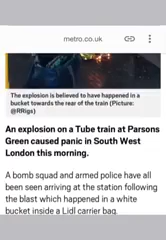 metro.co.uk
The explosion is believed to have happened in a
bucket towards the rear of the train (Picture:
@RRigs)
An explosion on a Tube train at Parsons
Green caused panic in South West
London this morning.
A bomb squad and armed police have all
been seen arriving at the station following
the blast which happened in a white
bucket inside a Lidl carrier bag.